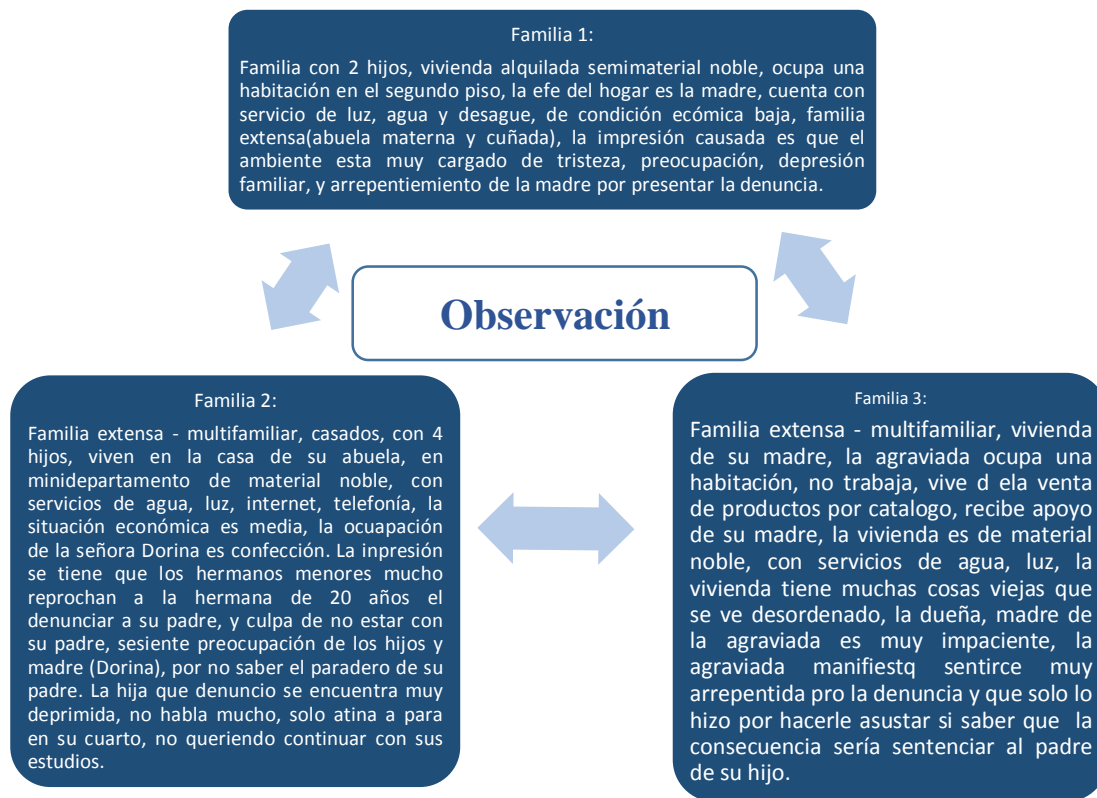 Familia 1:
Familia con 2 hijos, vivienda alquilada semimaterial noble, ocupa una
habitación en el segundo piso, la efe del hogar es la madre, cuenta con
servicio de luz, agua y desague, de condición ecómica baja, familia
extensa(abuela materna y cuñada), la impresión causada es que el
ambiente esta muy cargado de tristeza, preocupación, depresión
familiar, y arrepentiemiento de la madre por presentar la denuncia.
Observación
Familia 2:
Familia extensa - multifamiliar, casados, con 4
hijos, viven en la casa de su abuela, en
minidepartamento de material noble, con
servicios de agua, luz, internet, telefonía, la
situación económica es media, la ocuapación
de la señora Dorina es confección. La inpresión
se tiene que los hermanos menores mucho
reprochan a la hermana de 20 años el
denunciar a su padre, y culpa de no estar con
su padre, sesiente preocupación de los hijos y
madre (Dorina), por no saber el paradero de su
padre. La hija que denuncio se encuentra muy
deprimida, no habla mucho, solo atina a para
en su cuarto, no queriendo continuar con sus
estudios.
Familia 3:
Familia extensa - multifamiliar, vivienda
de su madre, la agraviada ocupa una
habitación, no trabaja, vive d ela venta
de productos por catalogo, recibe apoyo
de su madre, la vivienda es de material
noble, con servicios de agua, luz, la
vivienda tiene muchas cosas viejas que
se ve desordenado, la dueña, madre de
la agraviada es muy impaciente, la
agraviada manifiestq sentirce muy
arrepentida pro la denuncia y que solo lo
hizo por hacerle asustar si saber que la
consecuencia sería sentenciar al padre
de su hijo.